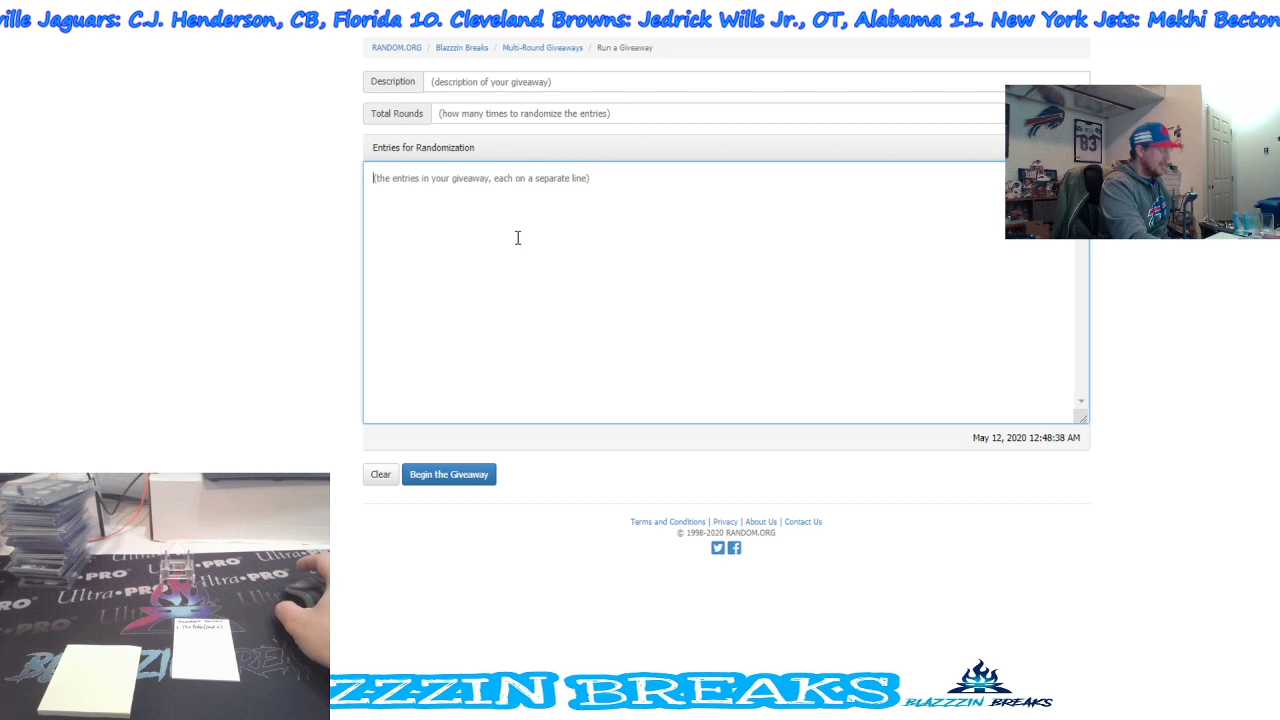 ville Jaguars: C.J. Henderson, CB, Florida 10. Cleveland Browns: Jedrick Wills Jr., OT, Alabama 11. New York Jets: Mekhi Becton
RANDOM.ORG / Blazzzin Breaks / Multi-Round Giveaways / Run a Giveaway
Description (description of your giveaway)
Total Rounds (how many times to randomize the entries)
Entries for Randomization
(the entries in your giveaway, each on a separate line)
83
May 12, 2020 12:48:38 AM
Clear Begin the Giveaway
Terms and Conditions | Privacy | About Us | Contact Us
© 1998-2020 RANDOM.ORG
Ultra·PRO
ZZZIN BREAKS
BLAZZZIN BREAKS